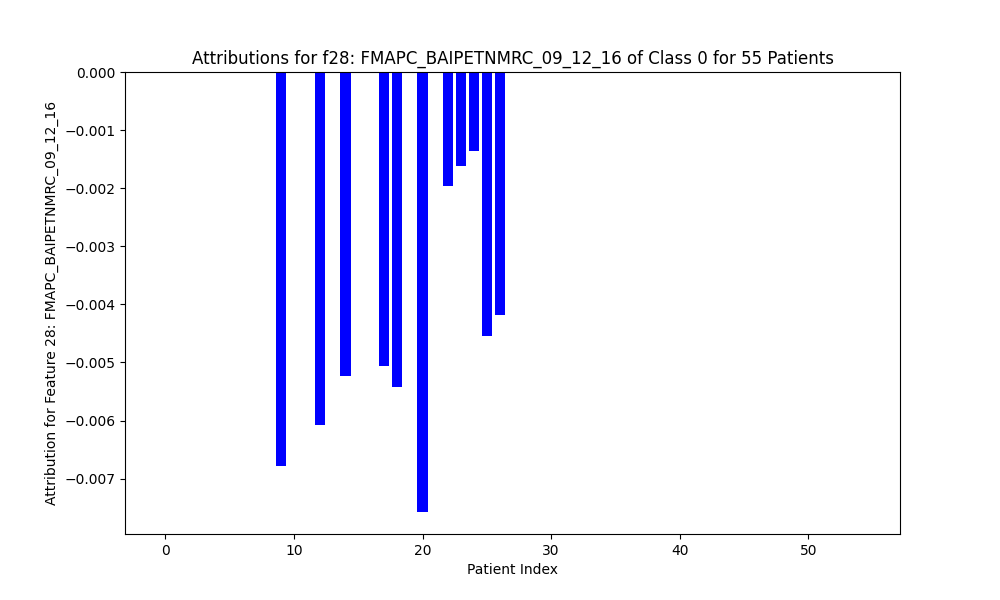 Attributions for f28: FMAPC_BAIPETNMRC_09_12_16 of Class 0 for 55 Patients
Attribution for Feature 28: FMAPC_BAIPETNMRC_09_12_16
0.000
−0.001
−0.002
−0.003
−0.004
−0.005
−0.006
−0.007
0 10 20 30 40 50
Patient Index